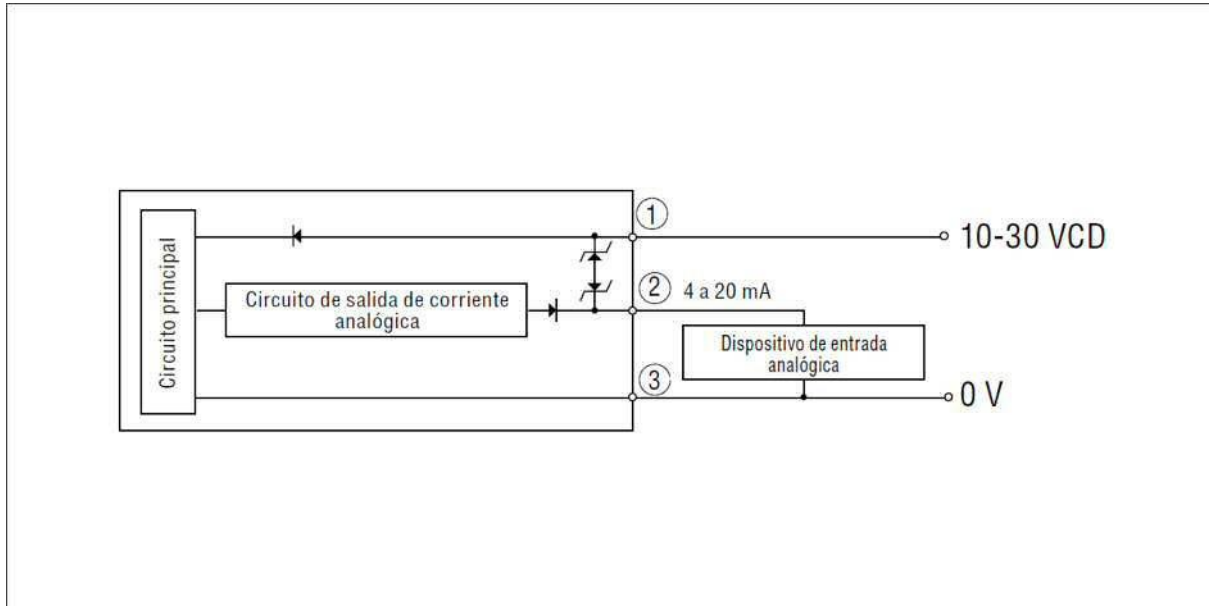 ①
10-30 VCD
Circuito principal
Circuito de salida de corriente
analógica
②
4 a 20 mA
Dispositivo de entrada
analógica
③
0 V